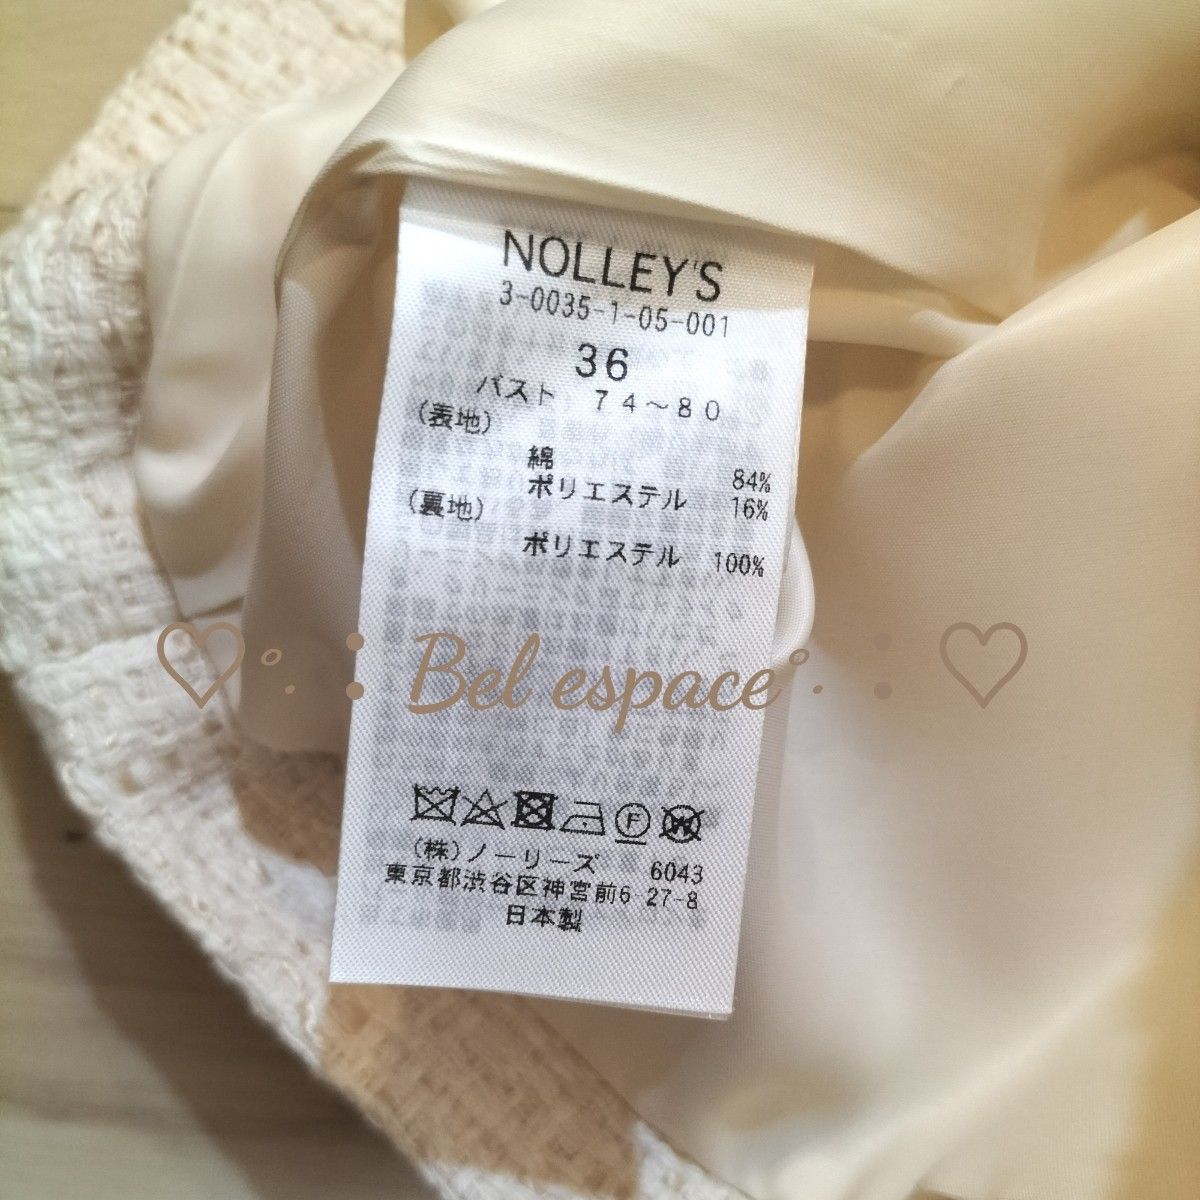 NOLLEY'S
3-0035-1-05-001
36
バスト 74～80
(表地)
綿 84%
ポリエステル 16%
(裏地)
ポリエステル 100%
♡°. : Bel espace°. : ♡
F
W
(株)ノーリーズ 6043
東京都渋谷区神宮前6-27-8
日本製